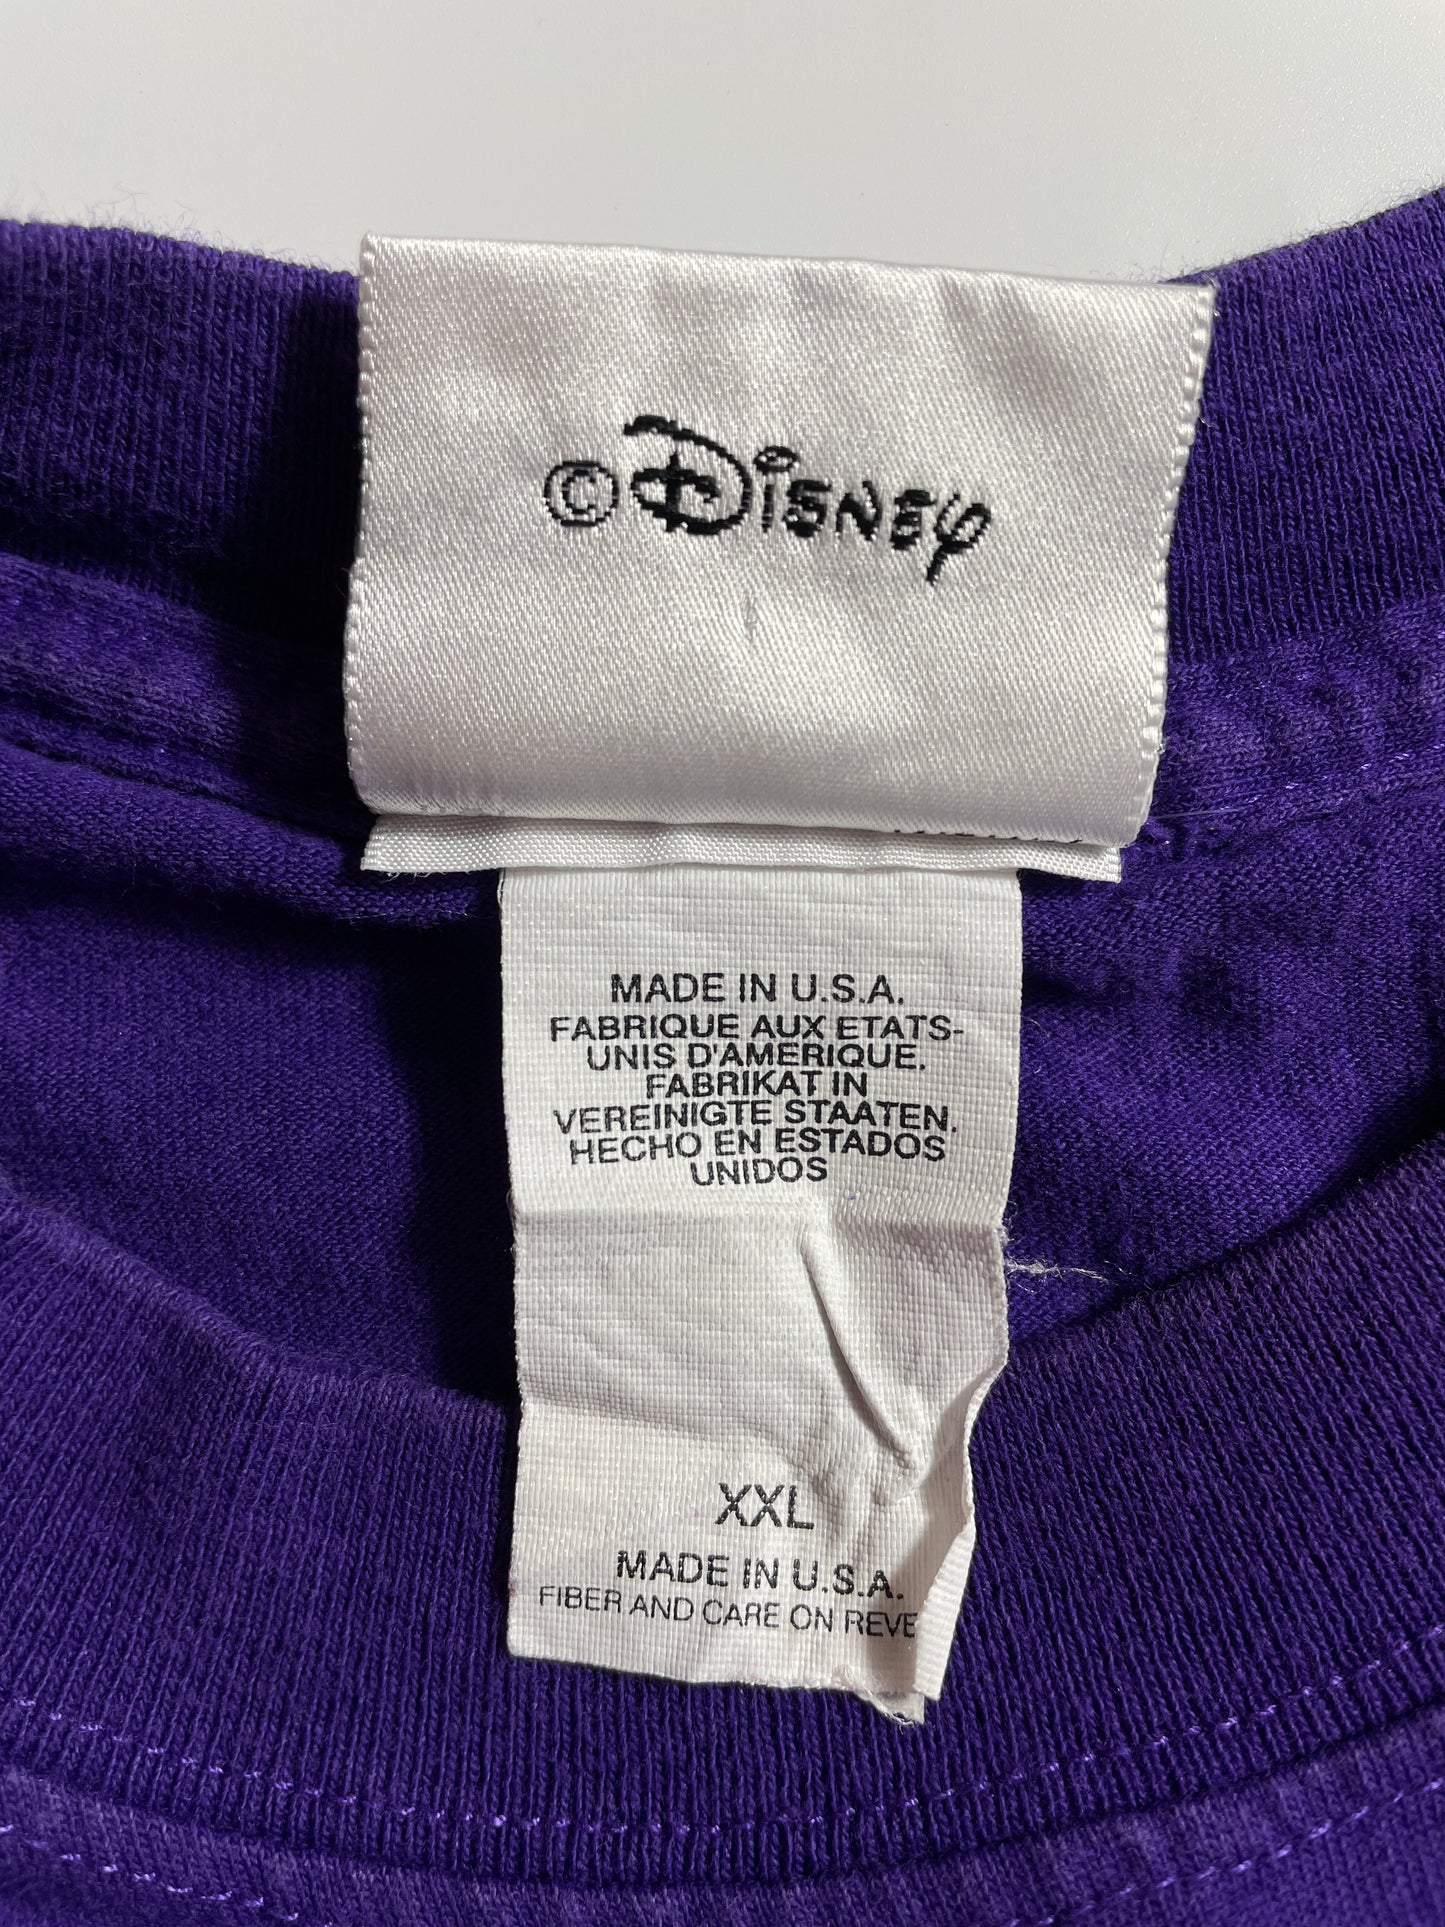 ©Disney
MADE IN U.S.A.
FABRIQUE AUX ETATS-
UNIS D'AMERIQUE.
FABRIKAT IN
VEREINIGTE STAATEN.
HECHO EN ESTADOS
UNIDOS
XXL
MADE IN U.S.A.
FIBER AND CARE ON REVE